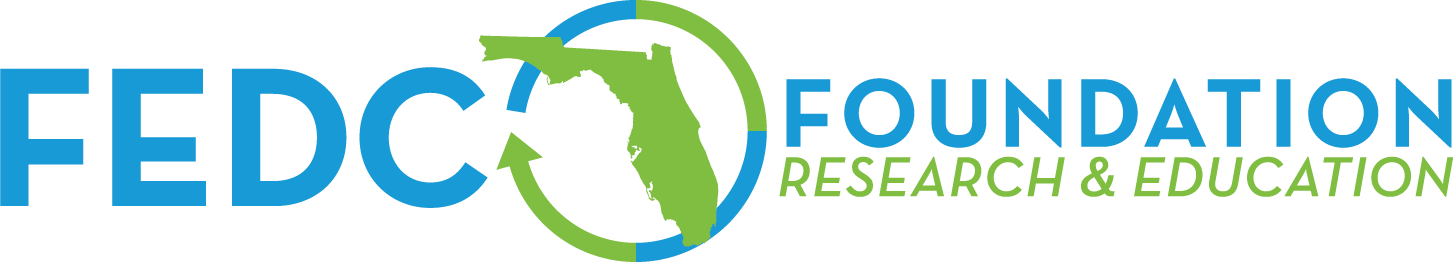 FEDC
FOUNDATION
RESEARCH & EDUCATION